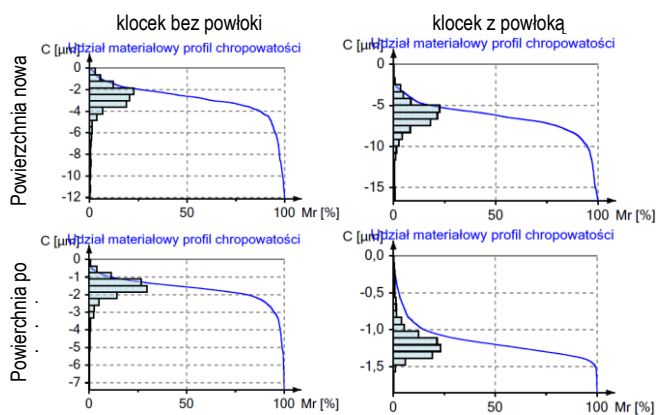 klocek bez powłoki
klocek z powłoką
Powierzchnia nowa
C [µm]
Udział materiałowy profil chropowatości
0
-2
-4
-6
-8
-10
-12
0
50
100
Mr [%]
C [µm]
Udział materiałowy profil chropowatości
0
-5
-10
-15
0
50
100
Mr [%]
Powierchnia po
C [µm]
Udział materiałowy profil chropowatości
0
-1
-2
-3
-4
-5
-6
-7
0
50
100
Mr [%]
C [µm]
Udział materiałowy profil chropowatości
0,0
-0,5
-1,0
-1,5
0
50
100
Mr [%]